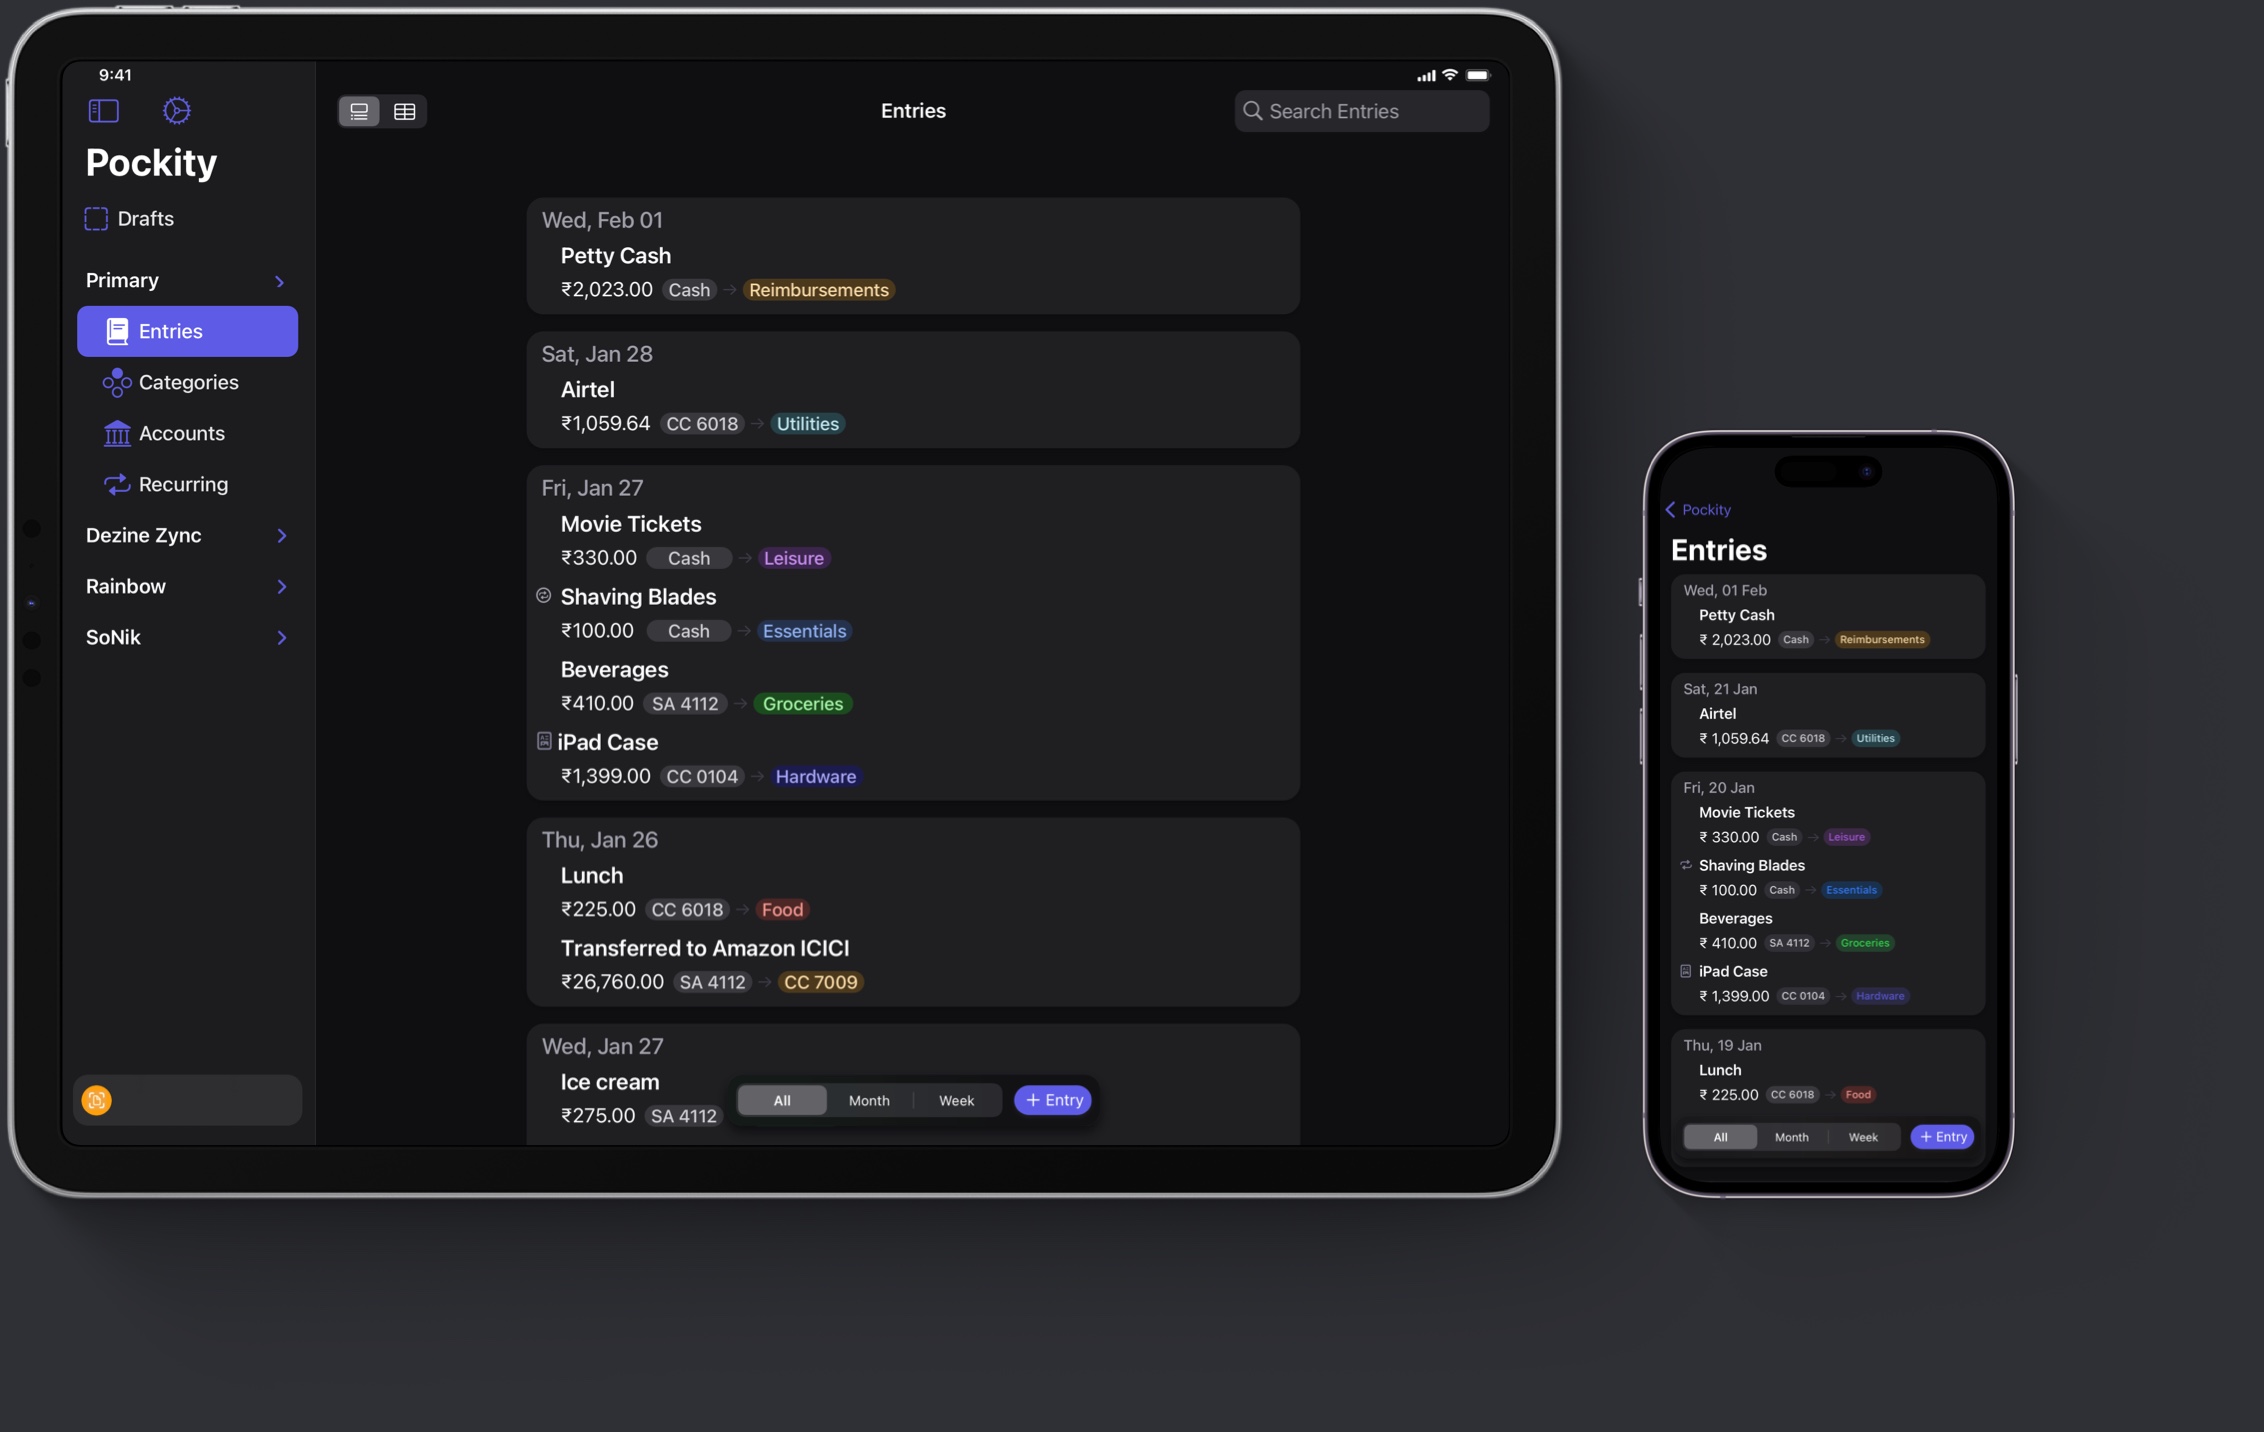 9:41
Pockity
Drafts
Primary
Entries
Categories
Accounts
Recurring
Dezine Zync
Rainbow
SoNik
Entries
Search Entries
Wed, Feb 01
Petty Cash
₹2,023.00 Cash → Reimbursements
Sat, Jan 28
Airtel
₹1,059.64 CC 6018 → Utilities
Fri, Jan 27
Movie Tickets
₹330.00 Cash → Leisure
Shaving Blades
₹100.00 Cash → Essentials
Beverages
₹410.00 SA 4112 → Groceries
iPad Case
₹1,399.00 CC 0104 → Hardware
Thu, Jan 26
Lunch
₹225.00 CC 6018 → Food
Transferred to Amazon ICICI
₹26,760.00 SA 4112 → CC 7009
Wed, Jan 27
Ice cream
₹275.00 SA 4112
All Month Week + Entry
Pockity
Entries
Wed, 01 Feb
Petty Cash
₹ 2,023.00 Cash → Reimbursements
Sat, 21 Jan
Airtel
₹ 1,059.64 CC 6018 → Utilities
Fri, 20 Jan
Movie Tickets
₹ 330.00 Cash → Leisure
Shaving Blades
₹ 100.00 Cash → Essentials
Beverages
₹ 410.00 SA 4112 → Groceries
iPad Case
₹ 1,399.00 CC 0104 → Hardware
Thu, 19 Jan
Lunch
₹ 225.00 CC 6018 → Food
All Month Week + Entry